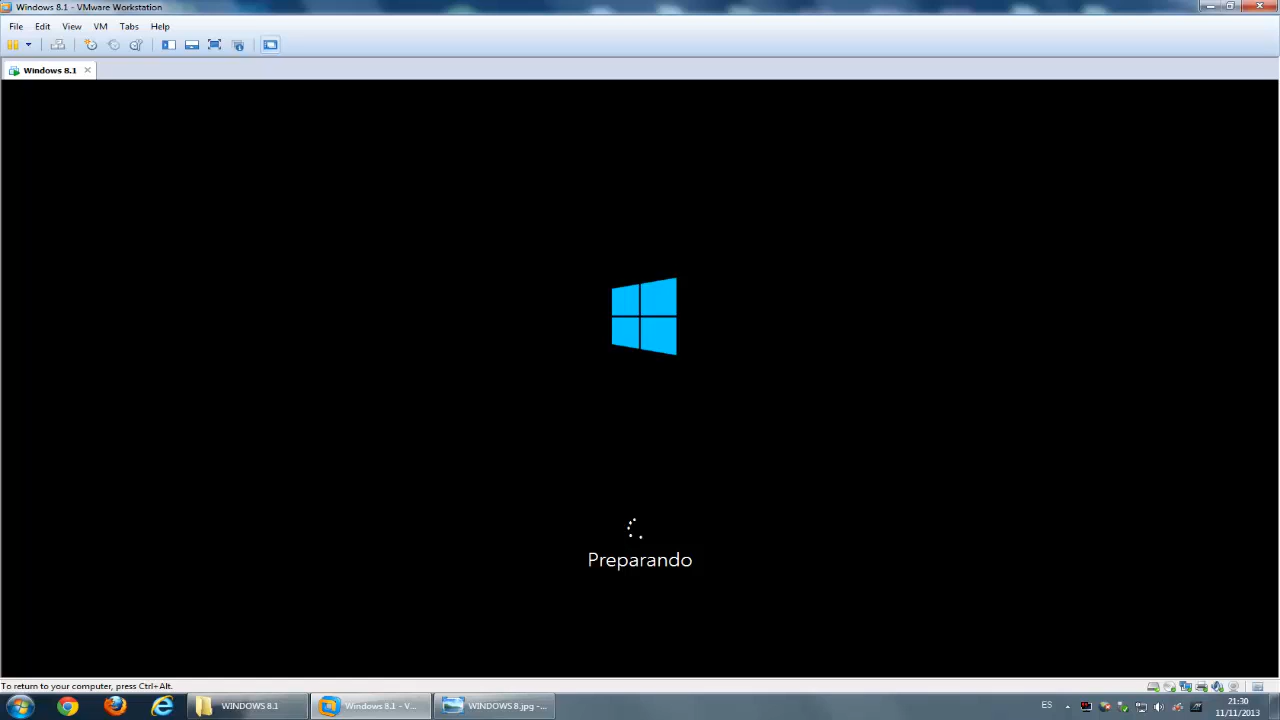 Windows 8.1 - VMware Workstation
File Edit View VM Tabs Help
Windows 8.1
Preparando
To return to your computer, press Ctrl+Alt.
WINDOWS 8.1
Windows 8.1 - V...
WINDOWS 8.jpg -...
ES
21:30
11/11/2013